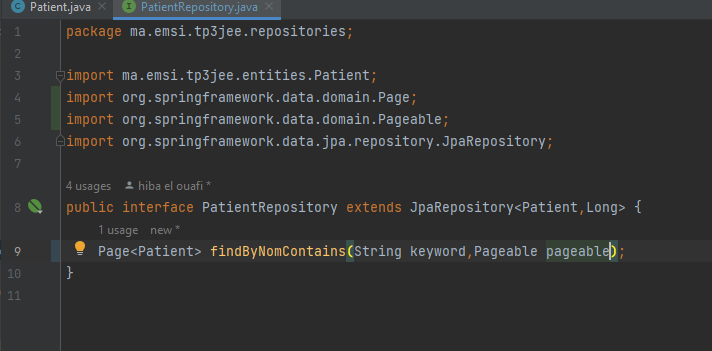 Patient.java × PatientRepository.java ×
1 package ma.emsi.tp3jee.repositories;
2
3 import ma.emsi.tp3jee.entities.Patient;
4 import org.springframework.data.domain.Page;
5 import org.springframework.data.domain.Pageable;
6 import org.springframework.data.jpa.repository.JpaRepository;
7
4 usages hiba el ouafi *
8 public interface PatientRepository extends JpaRepository<Patient,Long> {
1 usage new *
9 Page<Patient> findByNomContains(String keyword,Pageable pageable);
10 }
11